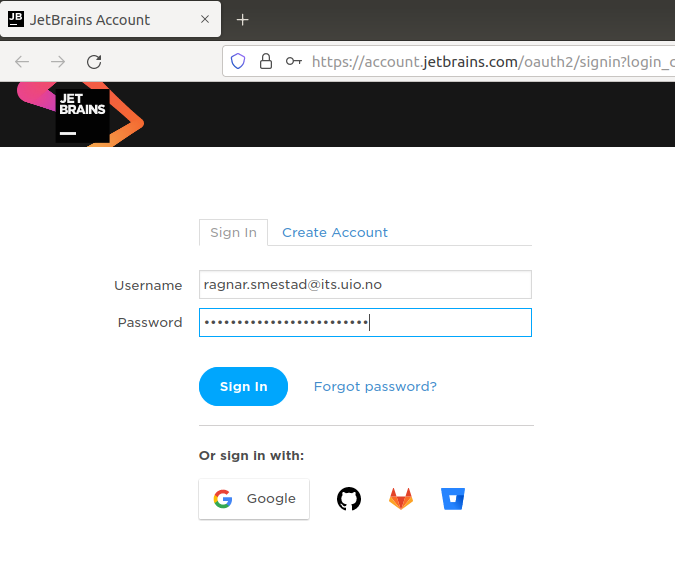 JB JetBrains Account
https://account.jetbrains.com/oauth2/signin?login_c
JET
BRAINS
Sign In Create Account
Username ragnar.smestad@its.uio.no
Password •••••••••••••••••••••••••
Sign In Forgot password?
Or sign in with:
Google